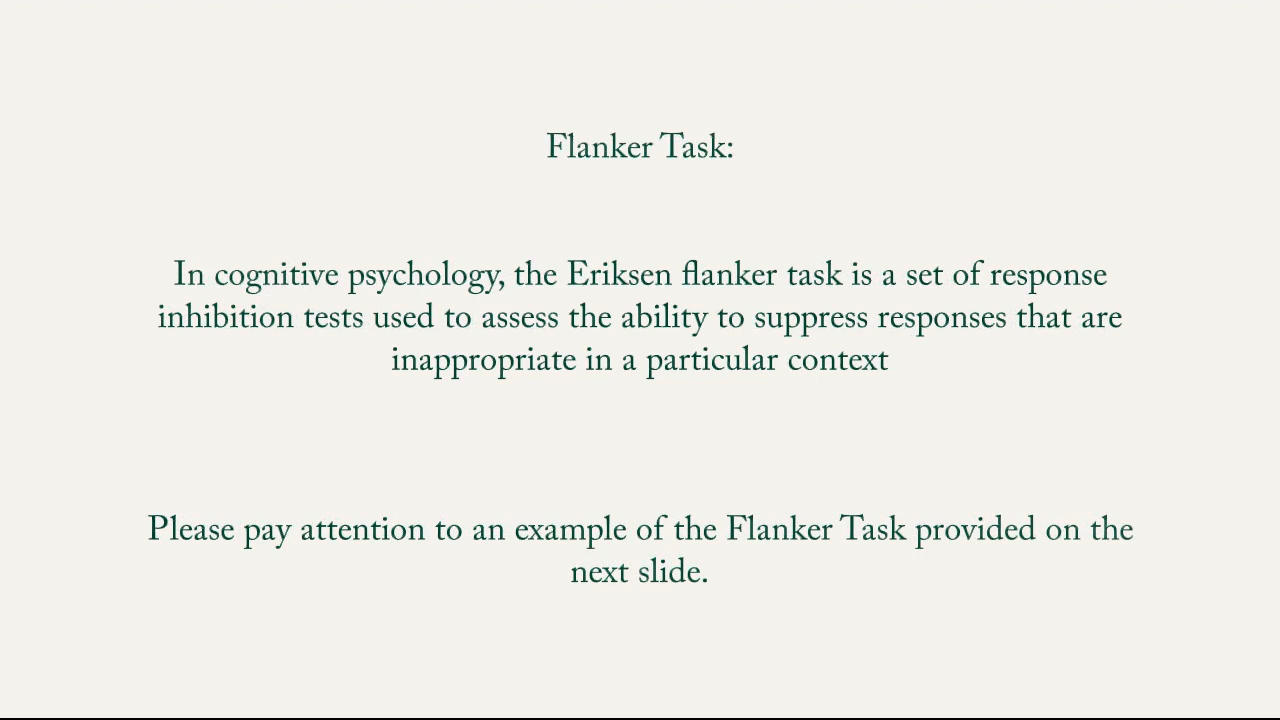 Flanker Task:
In cognitive psychology, the Eriksen flanker task is a set of response
inhibition tests used to assess the ability to suppress responses that are
inappropriate in a particular context
Please pay attention to an example of the Flanker Task provided on the
next slide.